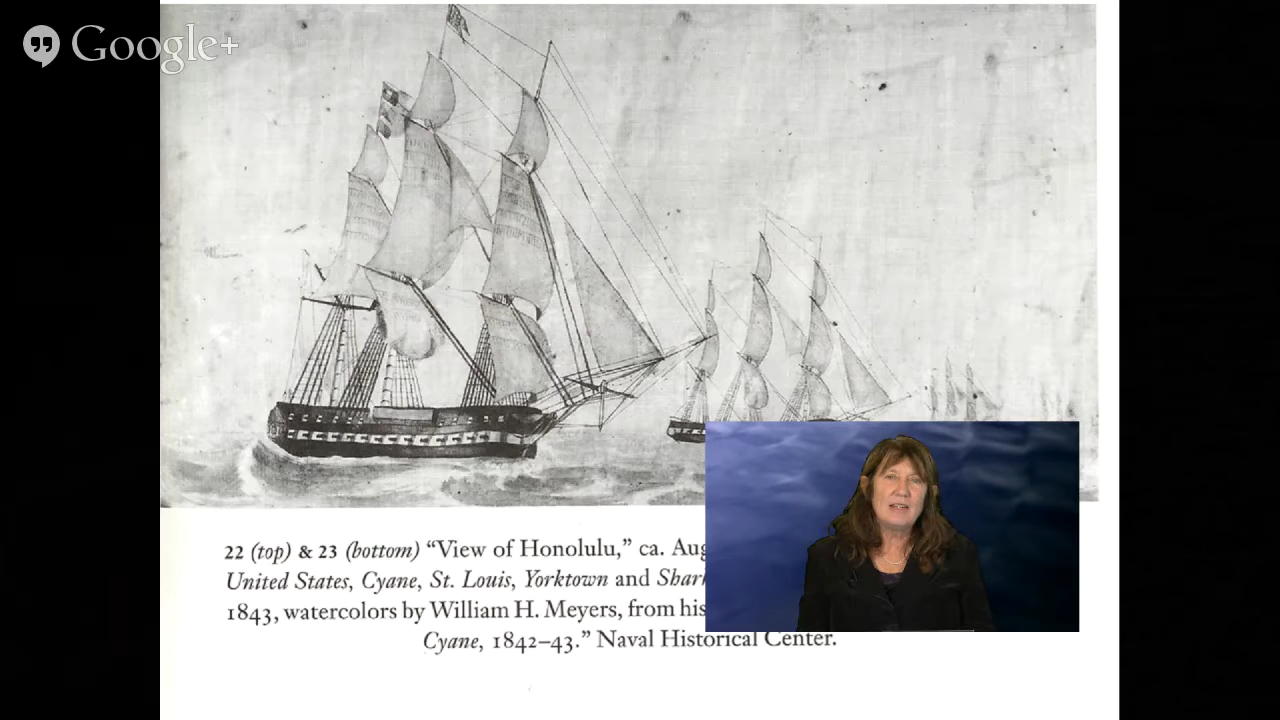 Google+
22 (top) & 23 (bottom) “View of Honolulu,” ca. Aug
United States, Cyane, St. Louis, Yorktown and Shark
1843, watercolors by William H. Meyers, from his
Cyane, 1842–43.” Naval Historical Center.